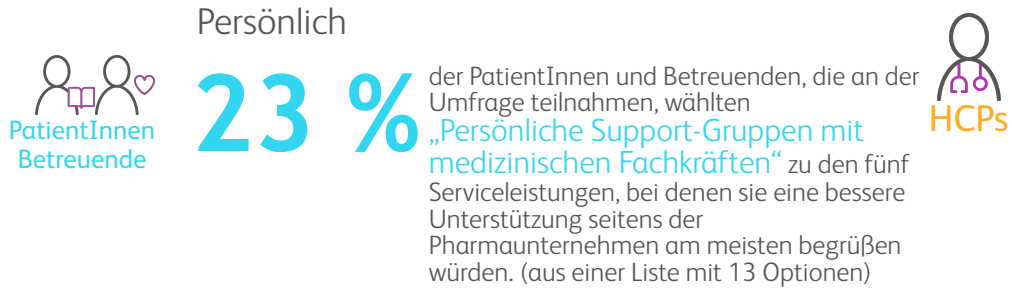 Persönlich
PatientInnen
Betreuende
23 %
der PatientInnen und Betreuenden, die an der
Umfrage teilnahmen, wählten
„Persönliche Support-Gruppen mit
medizinischen Fachkräften“ zu den fünf
Serviceleistungen, bei denen sie eine bessere
Unterstützung seitens der
Pharmaunternehmen am meisten begrüßen
würden. (aus einer Liste mit 13 Optionen)
HCPs